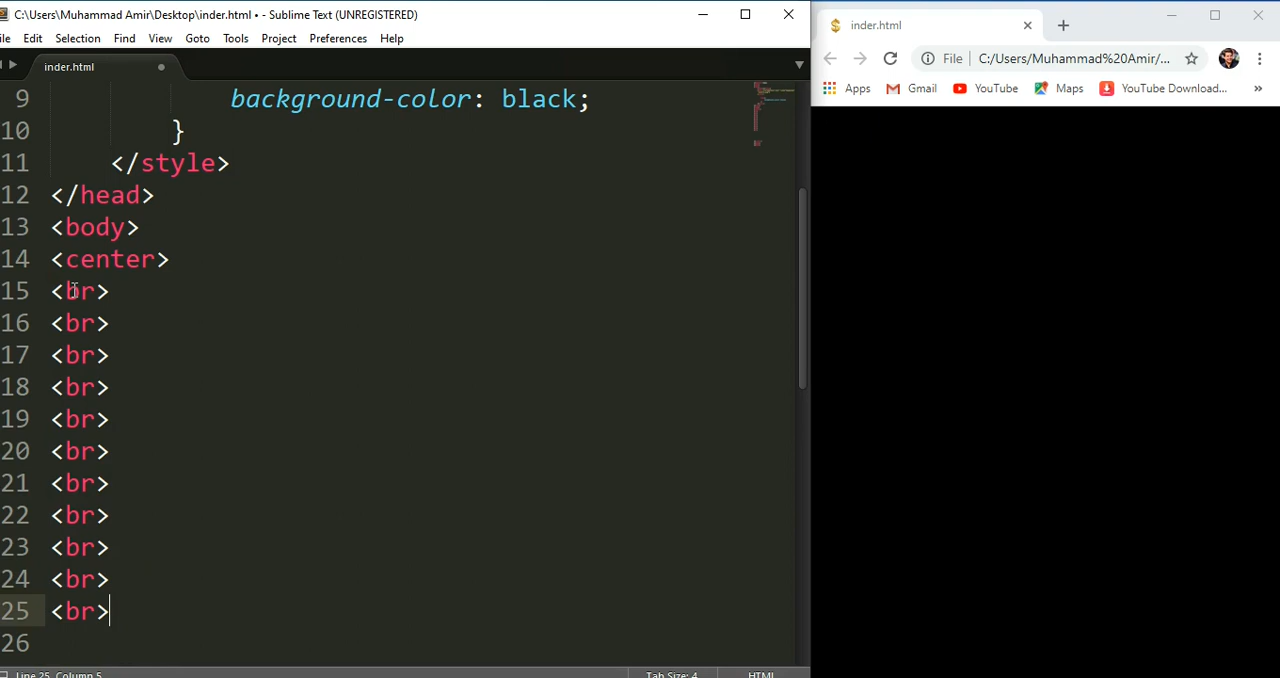 C:\Users\Muhammad Amir\Desktop\inder.html • - Sublime Text (UNREGISTERED)
ile Edit Selection Find View Goto Tools Project Preferences Help
inder.html
9 background-color: black;
10 }
11 </style>
12 </head>
13 <body>
14 <center>
15 <br>
16 <br>
17 <br>
18 <br>
19 <br>
20 <br>
21 <br>
22 <br>
23 <br>
24 <br>
25 <br>
26
Line 25, Column 5 Tab Size: 4 HTML
inder.html
File C:/Users/Muhammad%20Amir/...
Apps Gmail YouTube Maps YouTube Download... »